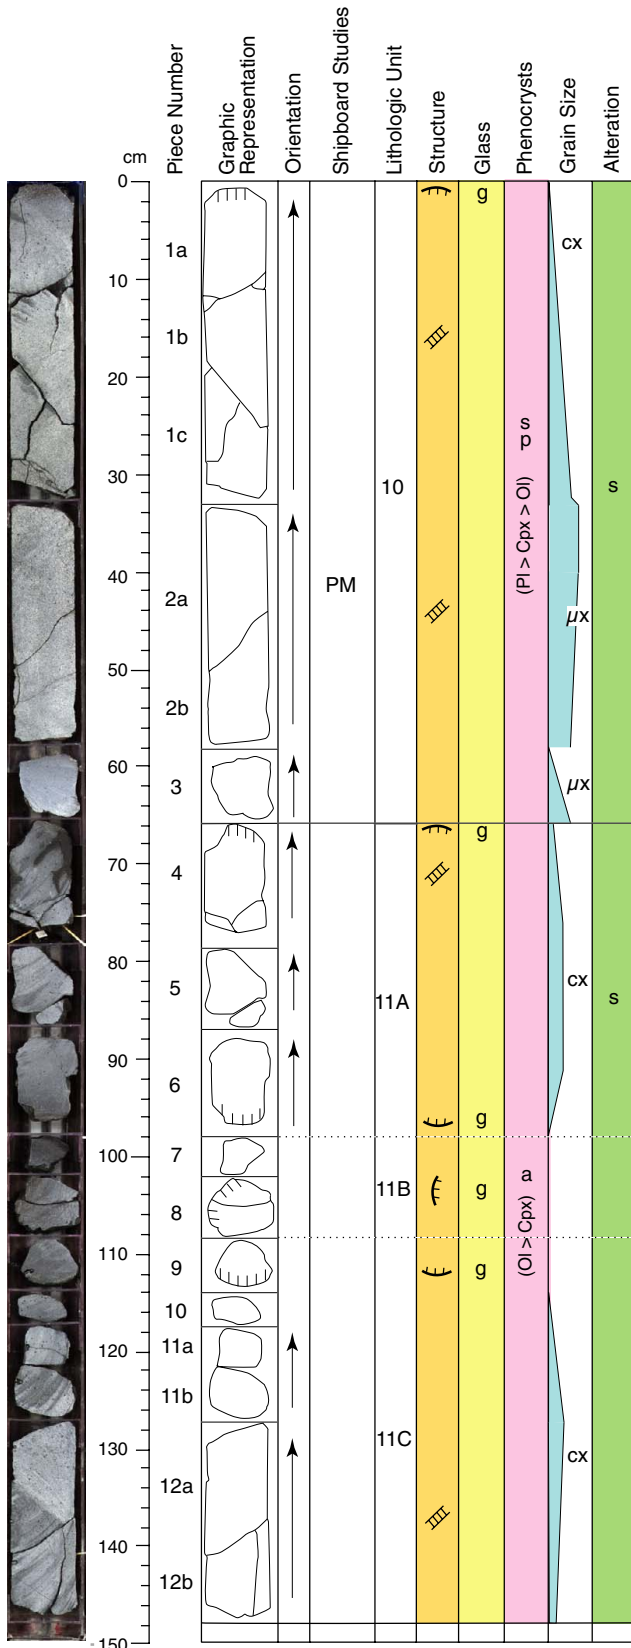 cm
Piece Number
Graphic
Representation
Orientation
Shipboard Studies
Lithologic Unit
Structure
Glass
Phenocrysts
Grain Size
Alteration
0
g
1a
cx
10
1b
20
s
p
1c
30
10
s
(Pl > Cpx > Ol)
40
PM
2a
µx
50
2b
60
3
µx
g
70
4
80
5
11A
cx
s
90
6
g
100
7
a
11B
g
8
(Ol > Cpx)
110
9
g
10
120
11a
11b
130
11C
cx
12a
140
12b
150